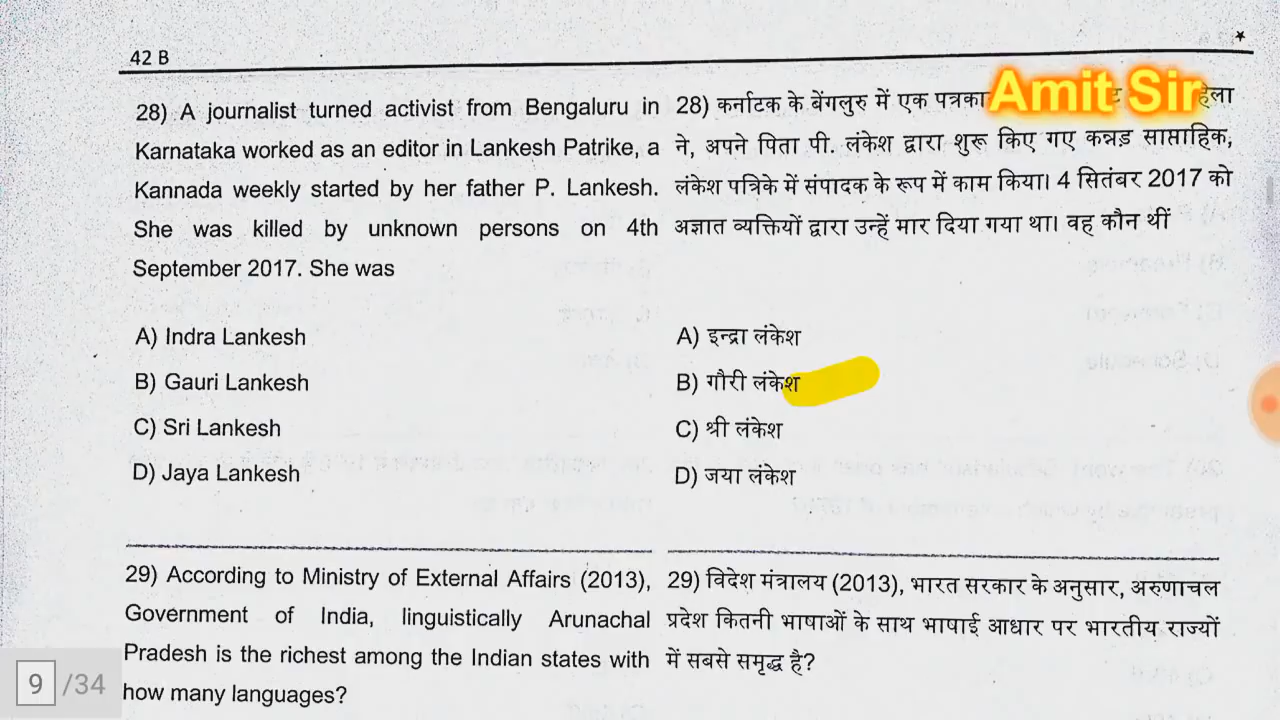 42 B
Amit Sir
28) A journalist turned activist from Bengaluru in
Karnataka worked as an editor in Lankesh Patrike, a
Kannada weekly started by her father P. Lankesh.
She was killed by unknown persons on 4th
September 2017. She was
A) Indra Lankesh
B) Gauri Lankesh
C) Sri Lankesh
D) Jaya Lankesh
28) कर्नाटक के बेंगलुरु में एक
ने, अपने पिता पी. लंकेश द्वारा शुरू किए गए कन्नड़ साप्ताहिक,
लंकेश पत्रिके में संपादक के रूप में काम किया। 4 सितंबर 2017 को
अज्ञात व्यक्तियों द्वारा उन्हें मार दिया गया था। वह कौन थीं
A) इन्द्रा लंकेश
B) गौरी लंकेश
C) श्री लंकेश
D) जया लंकेश
29) According to Ministry of External Affairs (2013),
Government of India, linguistically Arunachal
Pradesh is the richest among the Indian states with
how many languages?
29) विदेश मंत्रालय (2013), भारत सरकार के अनुसार, अरुणाचल
प्रदेश कितनी भाषाओं के साथ भाषाई आधार पर भारतीय राज्यों
में सबसे समृद्ध है?
9 /34